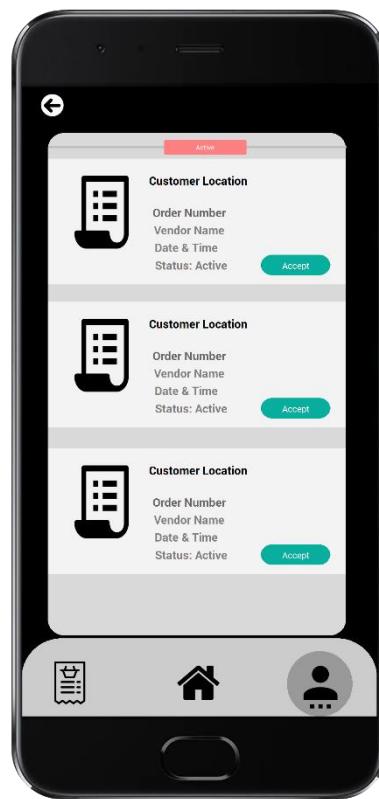 Active
Customer Location
Order Number
Vendor Name
Date & Time
Status: Active
Accept
Customer Location
Order Number
Vendor Name
Date & Time
Status: Active
Accept
Customer Location
Order Number
Vendor Name
Date & Time
Status: Active
Accept